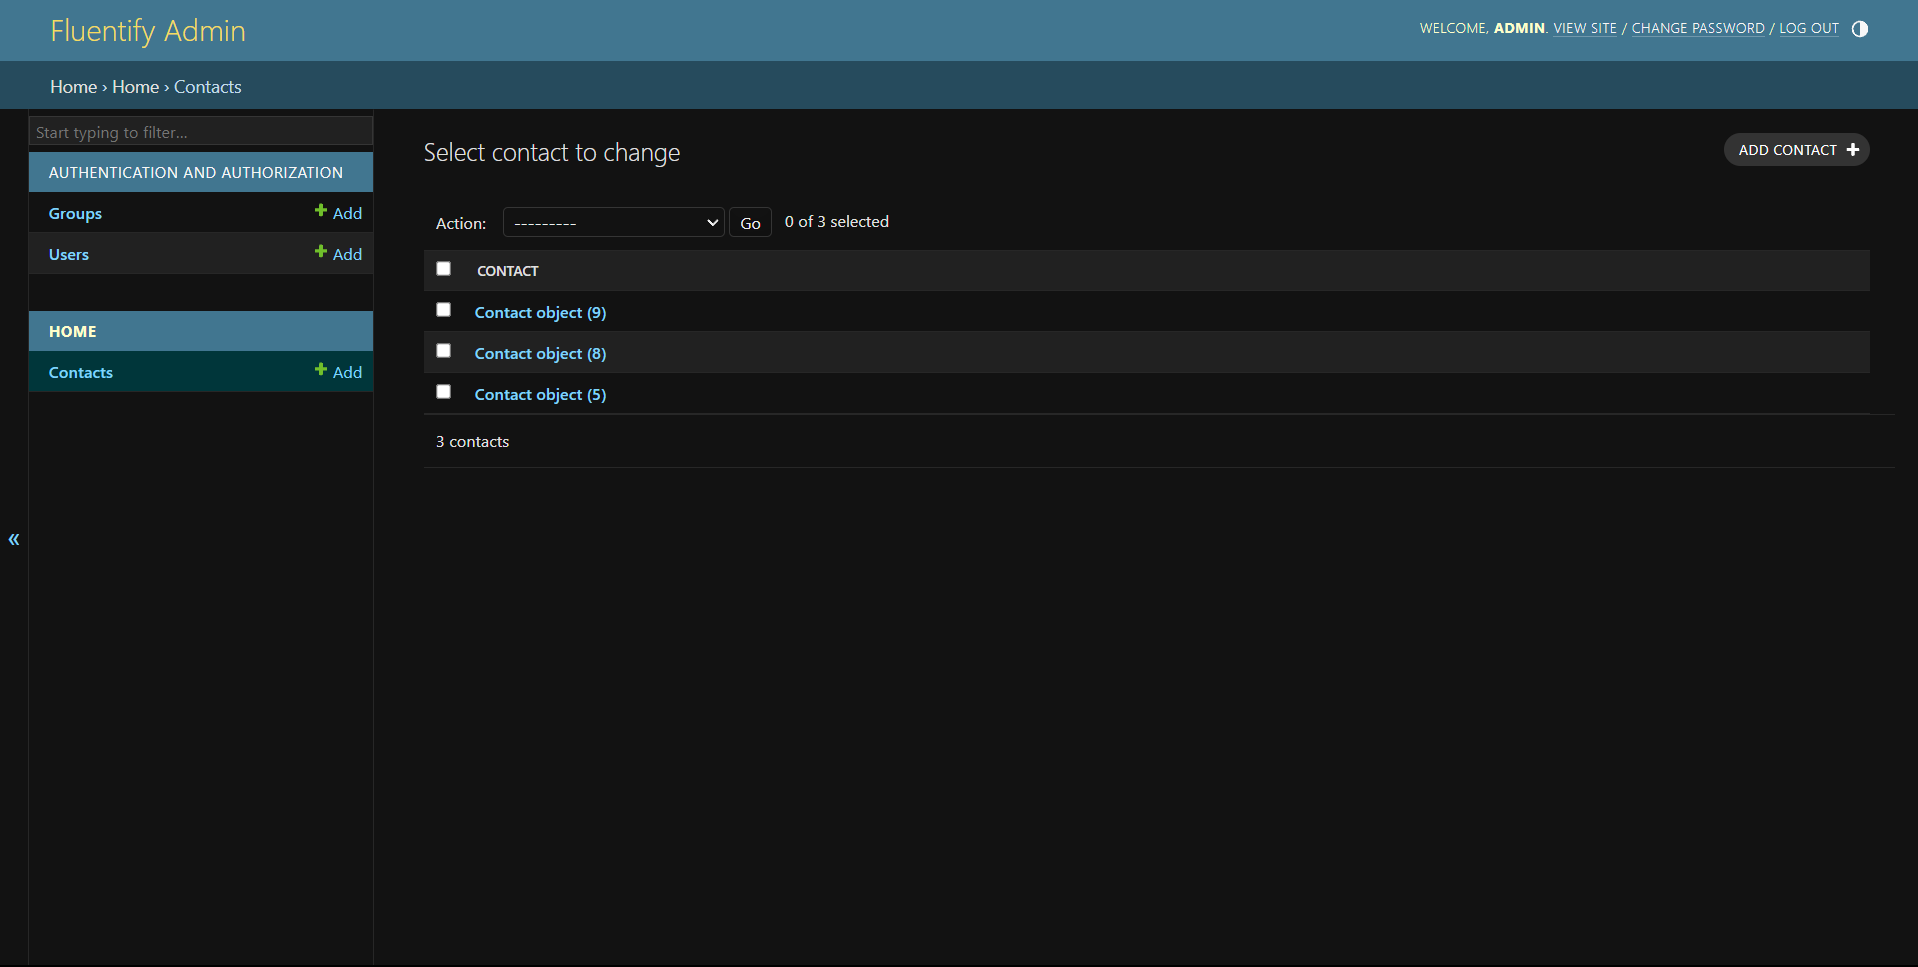 Fluentify Admin
WELCOME, ADMIN. VIEW SITE / CHANGE PASSWORD / LOG OUT
Home › Home › Contacts
Start typing to filter...
AUTHENTICATION AND AUTHORIZATION
Groups + Add
Users + Add
HOME
Contacts + Add
«
Select contact to change
ADD CONTACT +
Action: --------- Go 0 of 3 selected
CONTACT
Contact object (9)
Contact object (8)
Contact object (5)
3 contacts